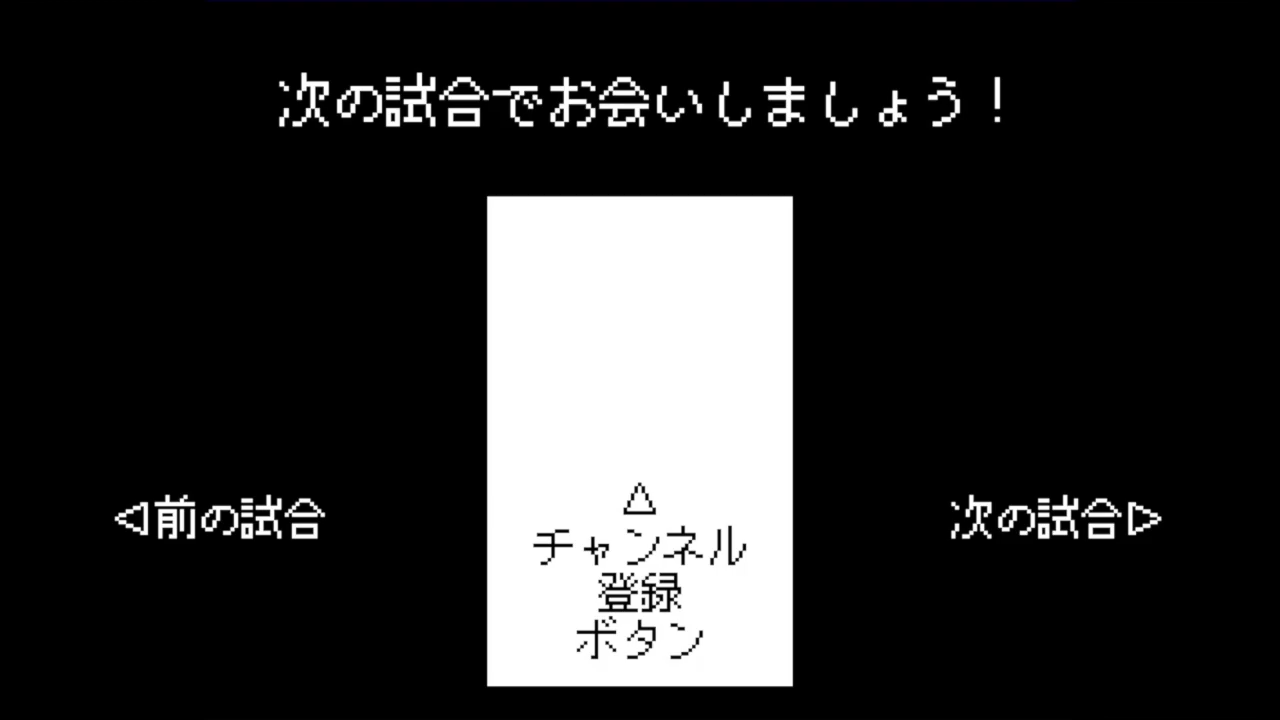 次の試合でお会いしましょう！
◁前の試合
△
チャンネル
登録
ボタン
次の試合▷